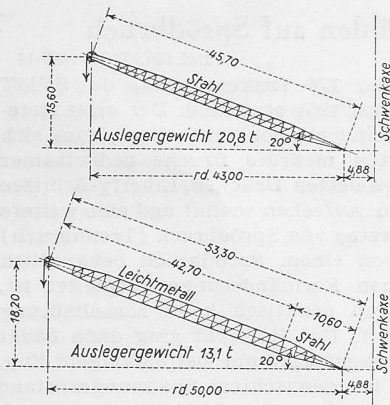 45,70
Stahl
15,60
Auslegergewicht 20,8 t
20°
4,88
rd. 43,00
Schwenkaxe
53,30
42,70
10,60
Leichtmetall
Stahl
18,20
Auslegergewicht 13,1 t
20°
4,88
rd. 50,00
Schwenkaxe